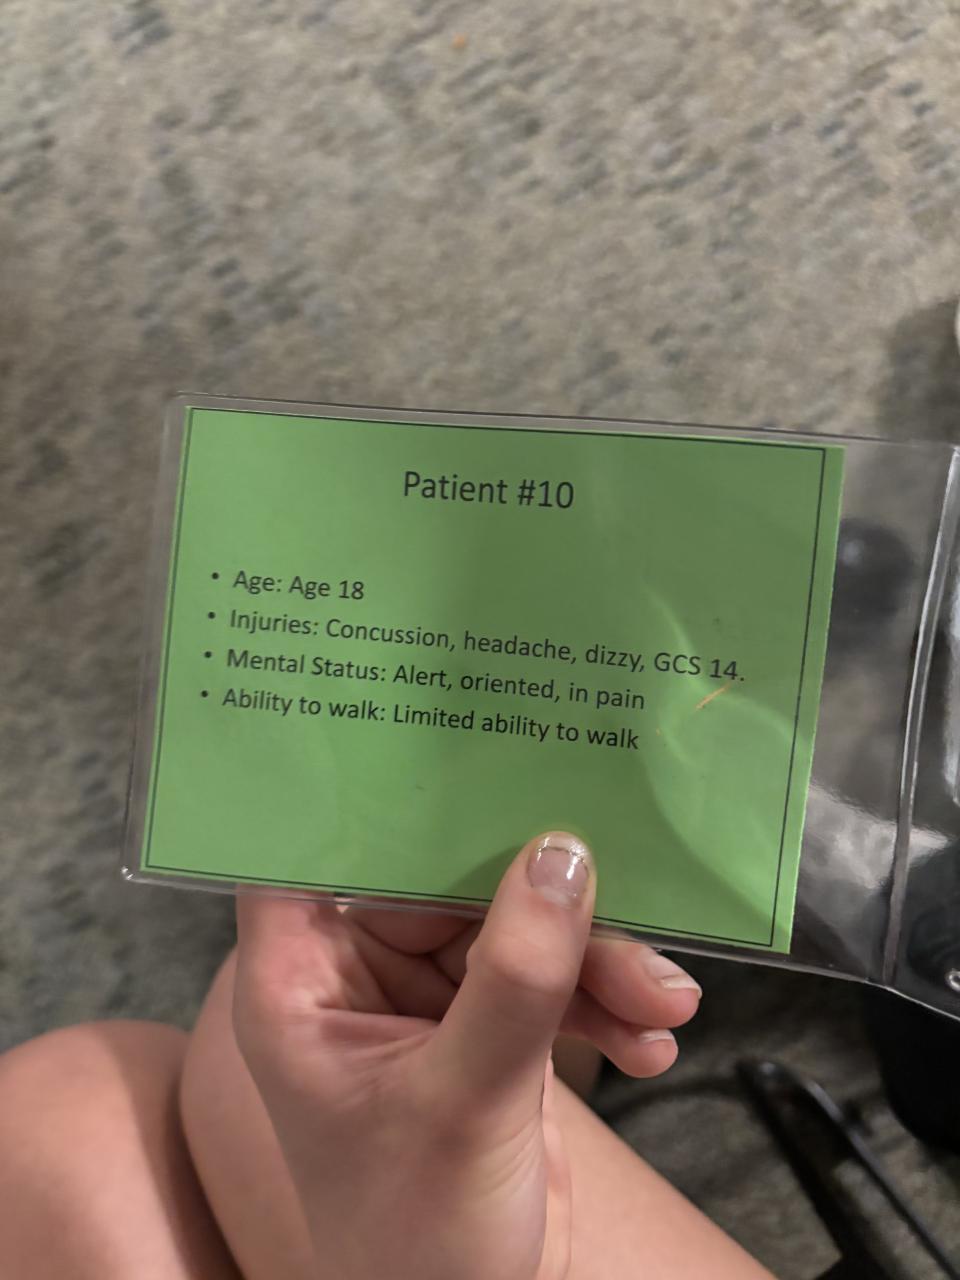 Patient #10
• Age: Age 18
• Injuries: Concussion, headache, dizzy, GCS 14.
• Mental Status: Alert, oriented, in pain
• Ability to walk: Limited ability to walk